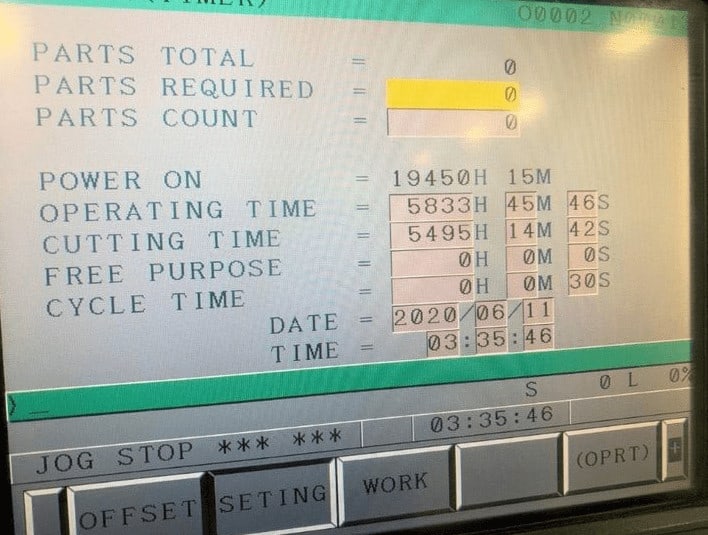 (TIMER)
O0002
PARTS TOTAL = 0
PARTS REQUIRED = 0
PARTS COUNT = 0
POWER ON = 19450H 15M
OPERATING TIME = 5833H 45M 46S
CUTTING TIME = 5495H 14M 42S
FREE PURPOSE = 0H 0M 0S
CYCLE TIME = 0H 0M 30S
DATE = 2020/06/11
TIME = 03:35:46
>_
S 0 L 0%
JOG STOP *** *** 03:35:46
OFFSET SETING WORK (OPRT) +